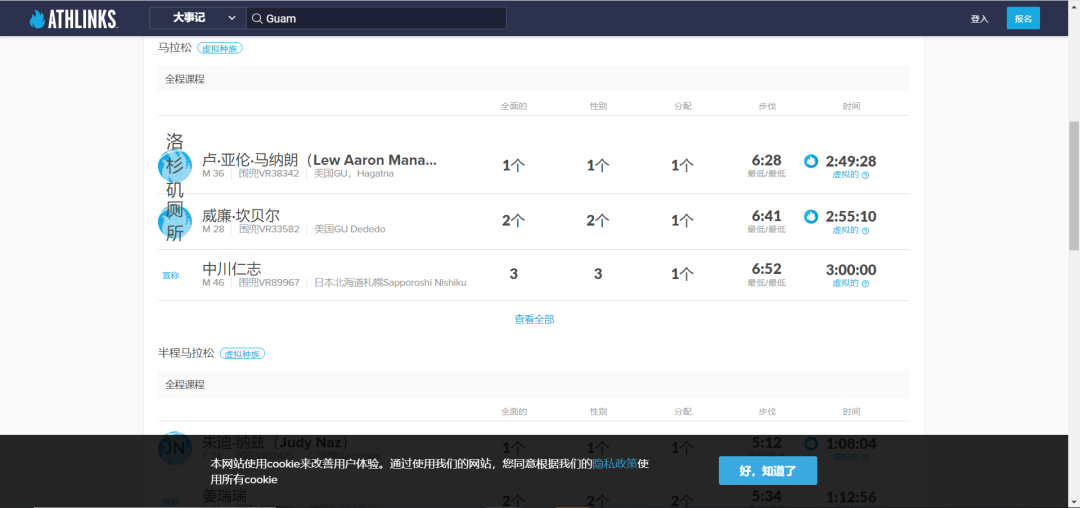 ATHLINKS 大事记 Guam 登入 报名
马拉松 虚拟种族
全程课程
全面的 性别 分配 步伐 时间
洛杉矶
卢·亚伦·马纳朗（Lew Aaron Mana... 1个 1个 1个 6:28 2:49:28
M 36 围兜VR38342 美国GU，Hagatna 最低/最低 虚拟的
厕所
威廉·坎贝尔 2个 2个 1个 6:41 2:55:10
M 28 围兜VR33582 美国GU Dededo 最低/最低 虚拟的
宣称 中川仁志 3 3 1个 6:52 3:00:00
M 46 围兜VR89967 日本北海道札幌Sapporoshi Nishiku 最低/最低 虚拟的
查看全部
半程马拉松 虚拟种族
全程课程
全面的 性别 分配 步伐 时间
JN 朱迪·纳兹（Judy Naz） 1个 1个 1个 5:12 1:08:04
本网站使用cookie来改善用户体验。通过使用我们的网站，您同意根据我们的隐私政策使
用所有cookie
好，知道了
姜瑞瑞 2个 2个 2个 5:34 1:12:56